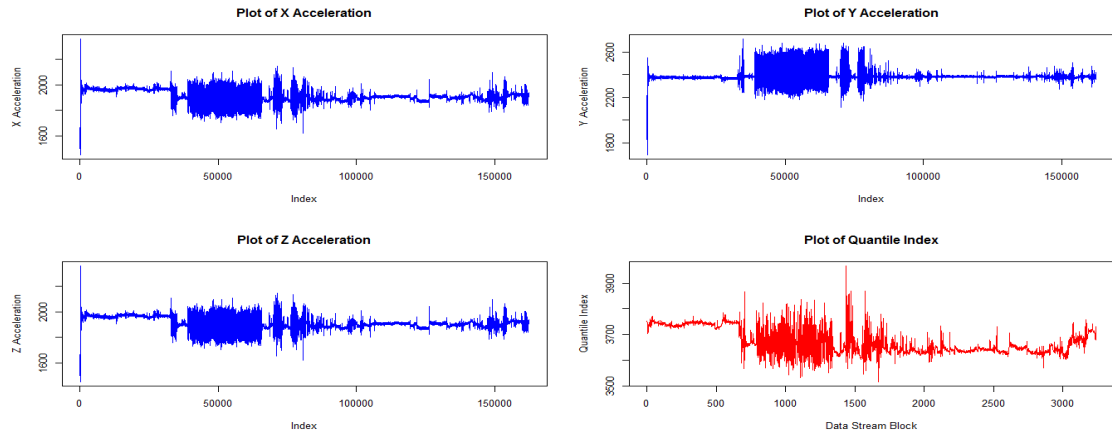 Plot of X Acceleration
X Acceleration
1600
2000
0
50000
100000
150000
Index
Plot of Y Acceleration
Y Acceleration
1800
2200
2600
0
50000
100000
150000
Index
Plot of Z Acceleration
Z Acceleration
1600
2000
0
50000
100000
150000
Index
Plot of Quantile Index
Quantile Index
3500
3700
3900
0
500
1000
1500
2000
2500
3000
Data Stream Block